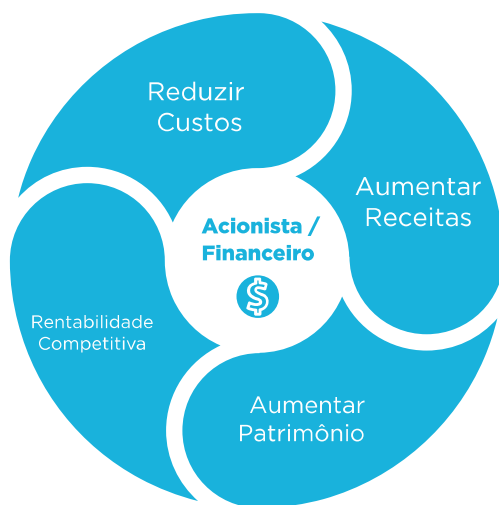 Reduzir
Custos
Aumentar
Receitas
Acionista /
Financeiro
$
Rentabilidade
Competitiva
Aumentar
Patrimônio